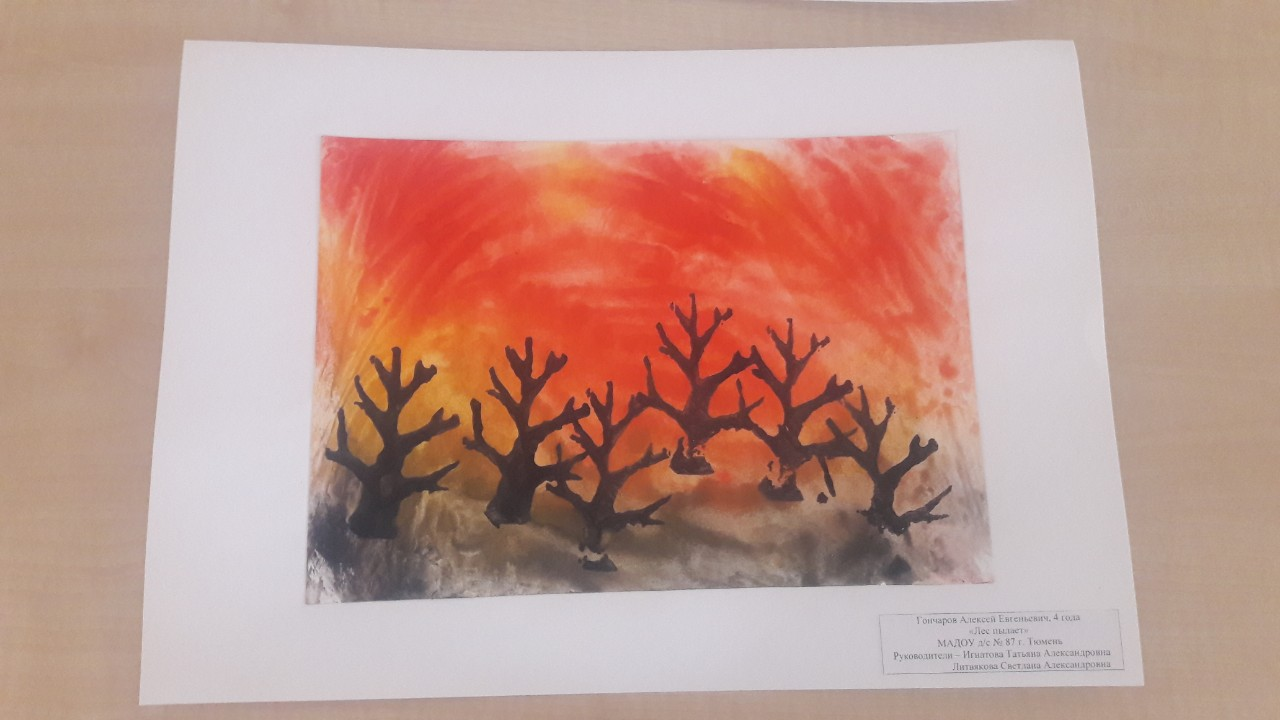 Гончаров Алексей Евгеньевич, 4 года
«Лес пылает»
МАДОУ д/с № 87 г. Тюмень
Руководители – Игнатова Татьяна Александровна
Литвякова Светлана Александровна